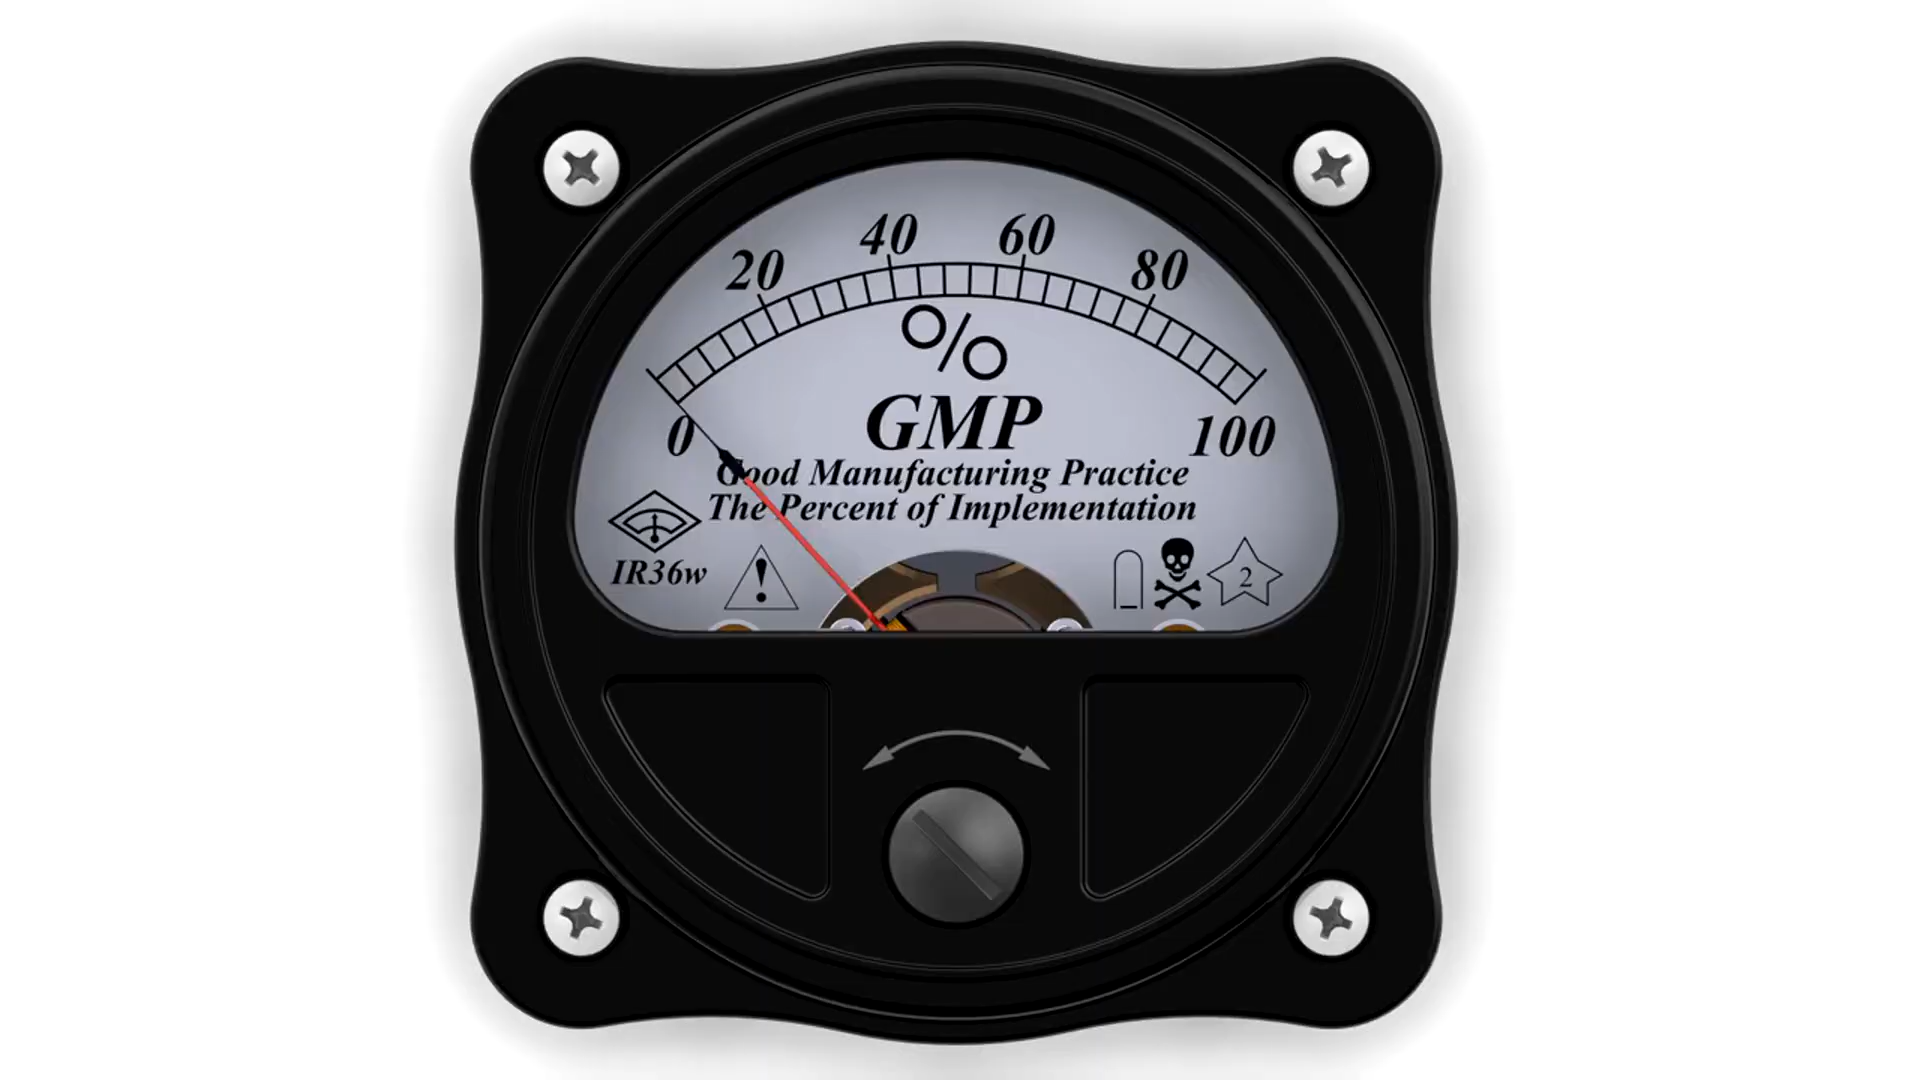 20 40 60 80
%
0 GMP 100
Good Manufacturing Practice
The Percent of Implementation
IR36w
!
2